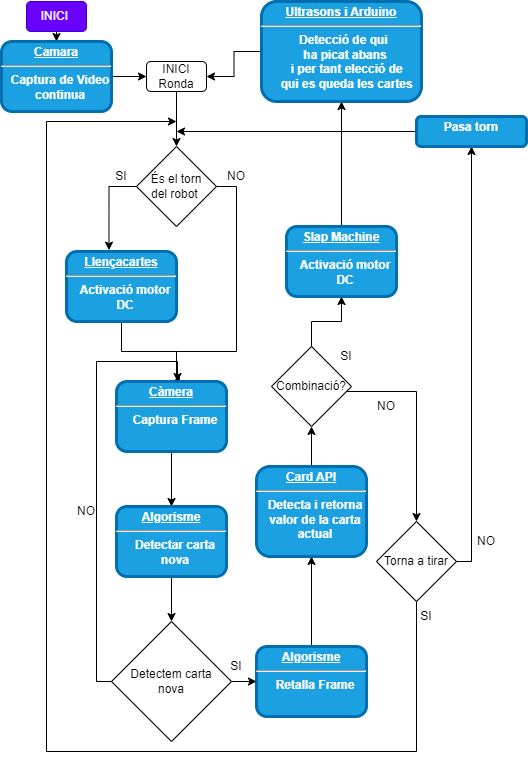 INICI
Camara
Captura de Video
continua
INICI
Ronda
Ultrasons i Arduino
Detecció de qui
ha picat abans
i per tant elecció de
qui es queda les cartes
Pasa torn
És el torn
del robot
SI
NO
Llençacartes
Activació motor
DC
Slap Machine
Activació motor
DC
Combinació?
SI
NO
Càmera
Captura Frame
Card API
Detecta i retorna
valor de la carta
actual
Algorisme
Detectar carta
nova
NO
Torna a tirar
NO
SI
Detectem carta
nova
SI
Algorisme
Retalla Frame